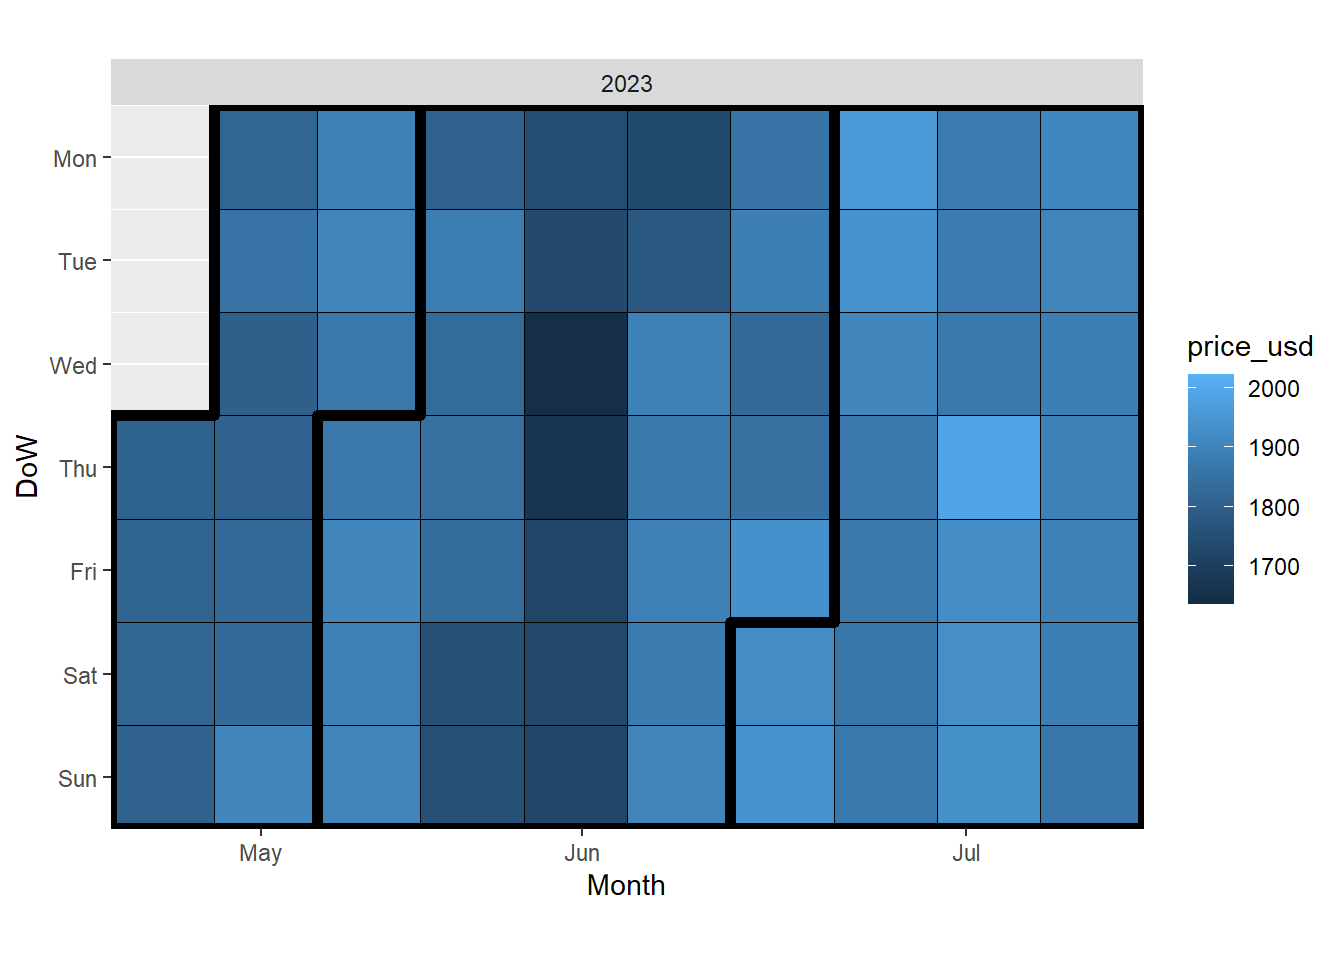 2023
Mon
Tue
Wed
Thu
Fri
Sat
Sun
DoW
May Jun Jul
Month
price_usd
2000
1900
1800
1700